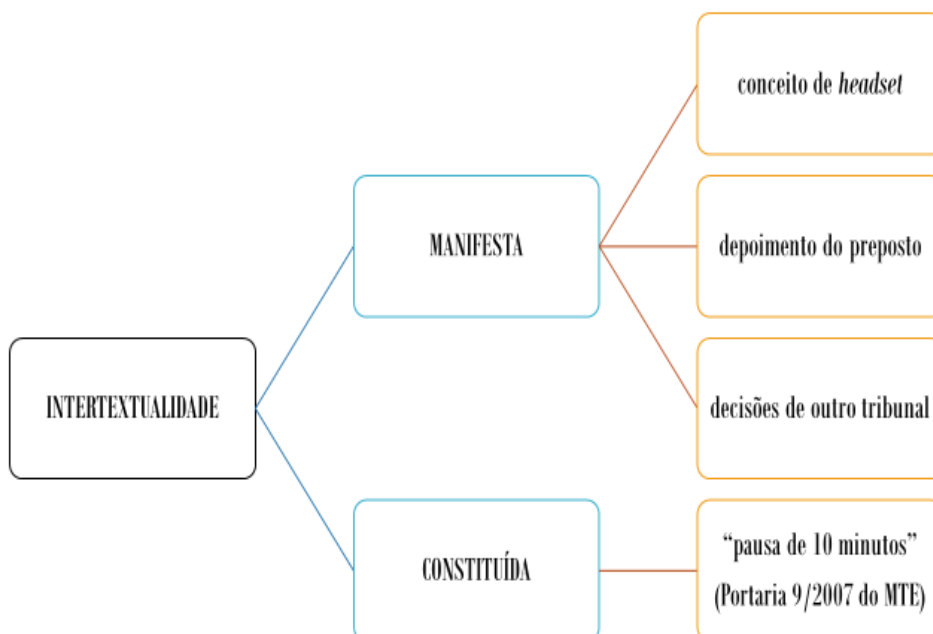 conceito de headset
MANIFESTA
depoimento do preposto
INTERTEXTUALIDADE
decisões de outro tribunal
CONSTITUÍDA
“pausa de 10 minutos”
(Portaria 9/2007 do MTE)